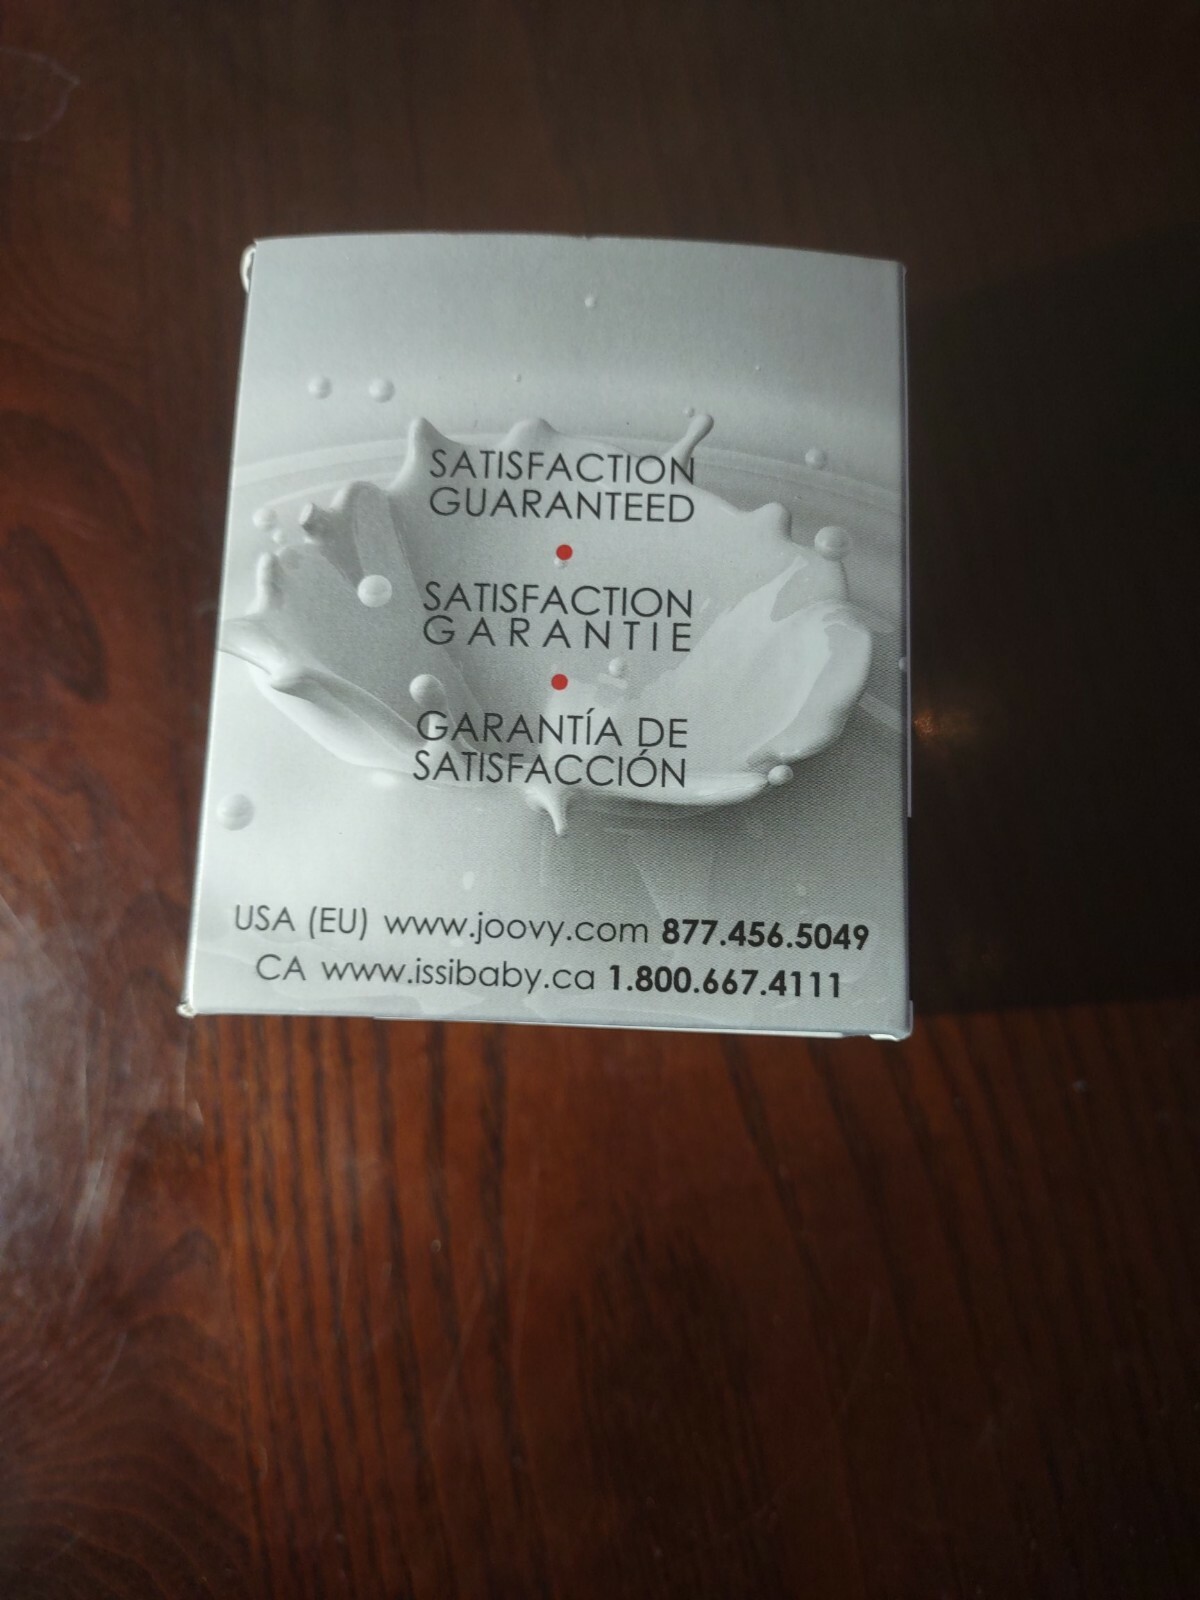 SATISFACTION
GUARANTEED
SATISFACTION
GARANTIE
GARANTÍA DE
SATISFACCIÓN
USA (EU) www.joovy.com 877.456.5049
CA www.issibaby.ca 1.800.667.4111